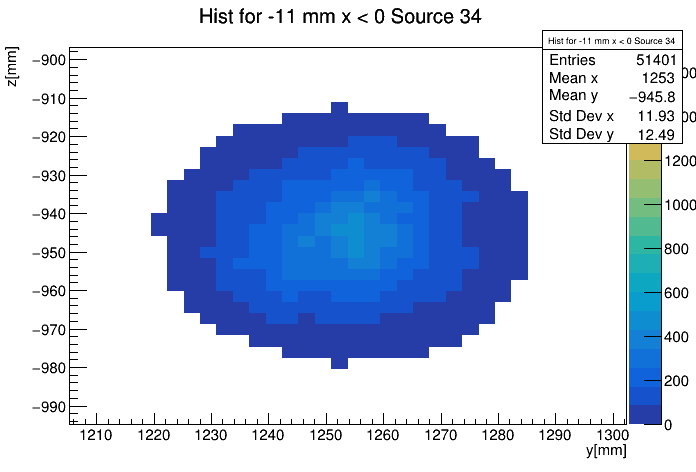 Hist for -11 mm x < 0 Source 34
Hist for -11 mm x < 0 Source 34
Entries 51401
Mean x 1253
Mean y −945.8
Std Dev x 11.93
Std Dev y 12.49
z[mm]
−900
−910
−920
−930
−940
−950
−960
−970
−980
−990
1210 1220 1230 1240 1250 1260 1270 1280 1290 1300
y[mm]
1200
1000
800
600
400
200
0